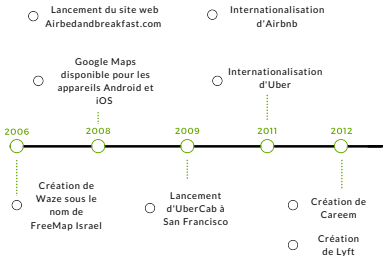 Lancement du site web
Airbedandbreakfast.com
Internationalisation
d'Airbnb
Google Maps
disponible pour les
appareils Android et
iOS
Internationalisation
d'Uber
2006
2008
2009
2011
2012
Création de
Waze sous le
nom de
FreeMap Israel
Lancement
d'UberCab à
San Francisco
Création de
Careem
Création
de Lyft